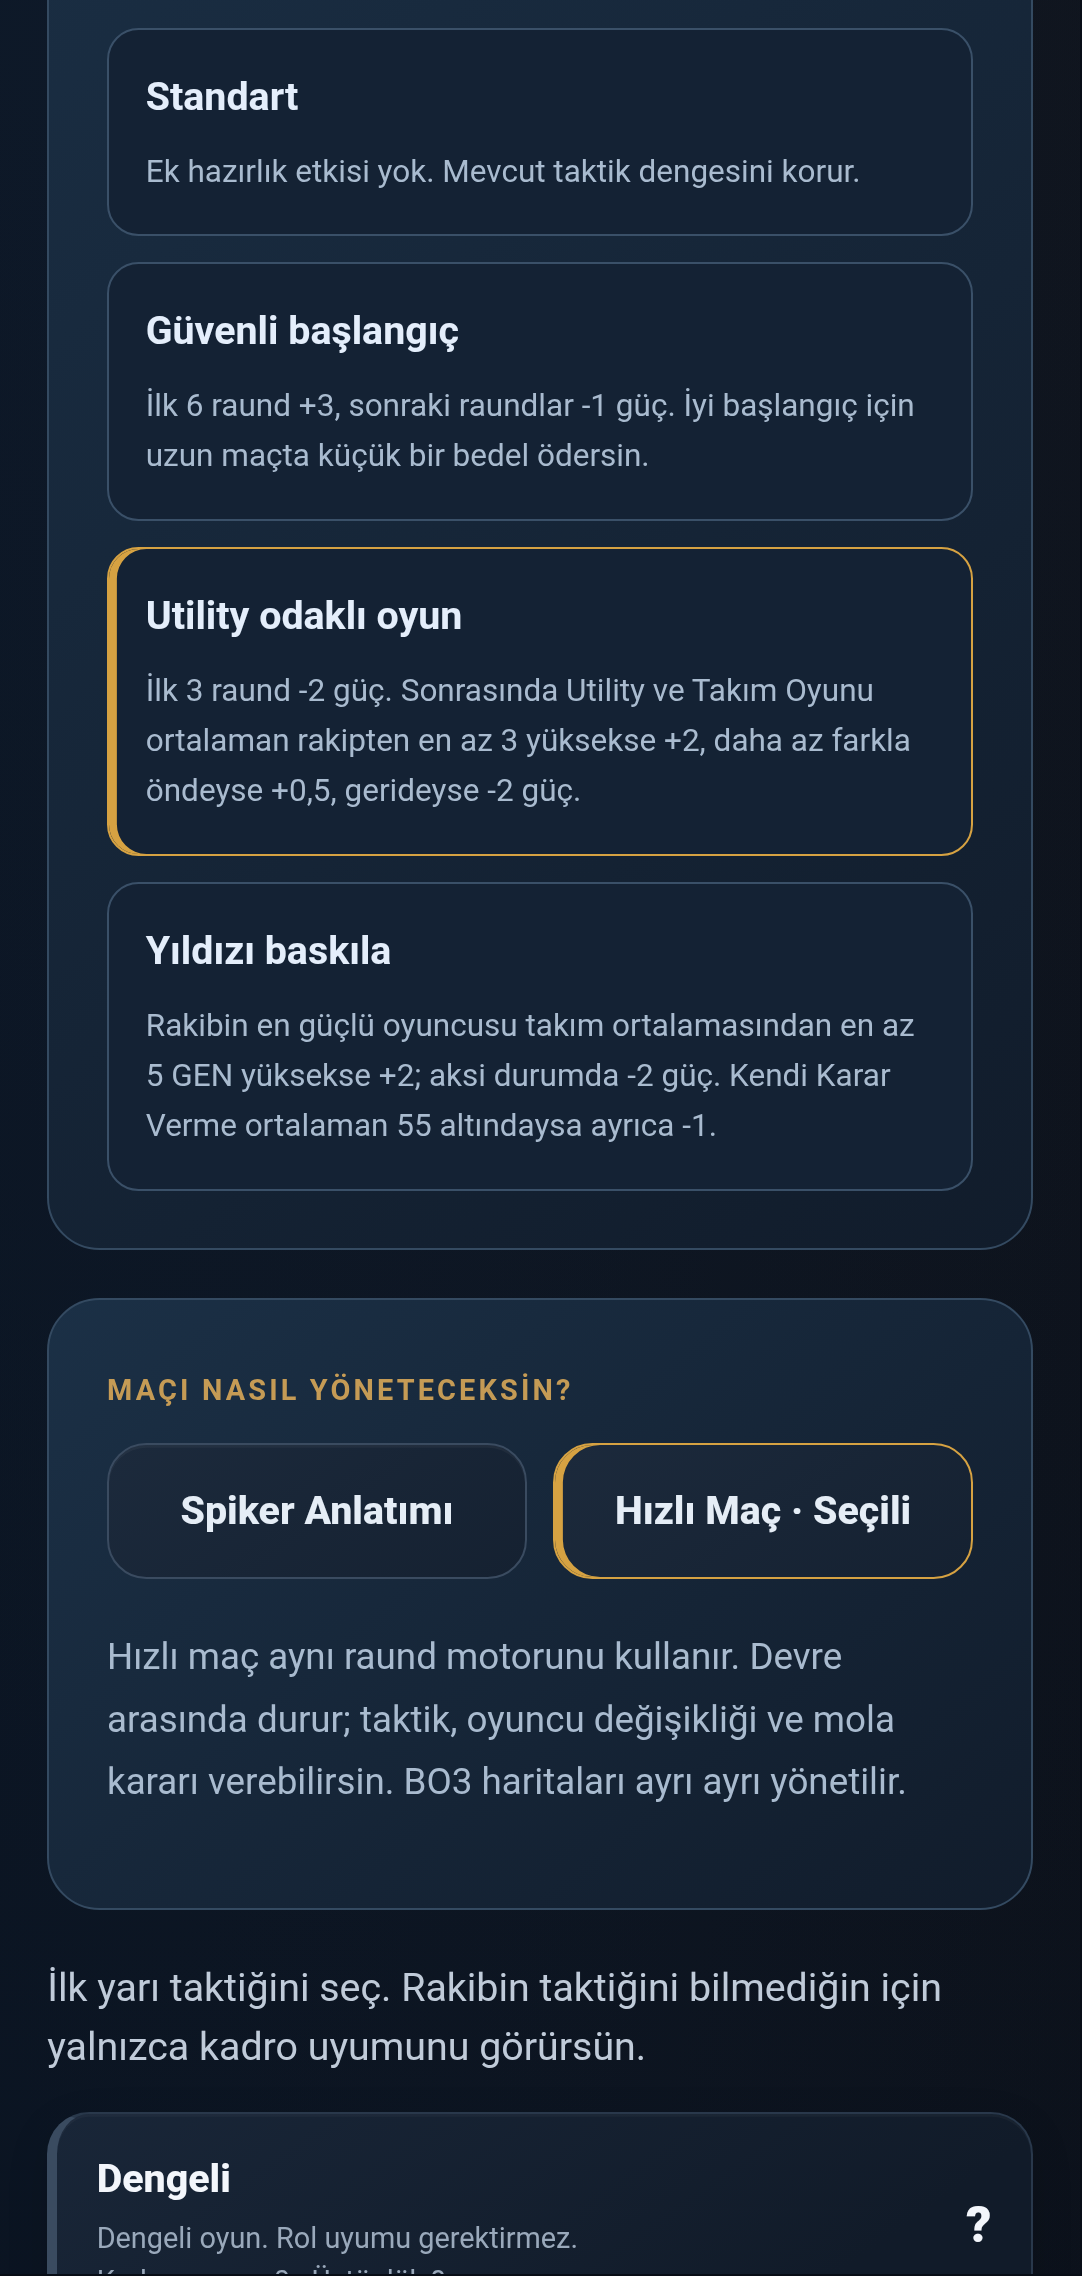 Standart
Ek hazırlık etkisi yok. Mevcut taktik dengesini korur.
Güvenli başlangıç
İlk 6 raund +3, sonraki raundlar -1 güç. İyi başlangıç için
uzun maçta küçük bir bedel ödersin.
Utility odaklı oyun
İlk 3 raund -2 güç. Sonrasında Utility ve Takım Oyunu
ortalaman rakipten en az 3 yüksekse +2, daha az farkla
öndeyse +0,5, gerideyse -2 güç.
Yıldızı baskıla
Rakibin en güçlü oyuncusu takım ortalamasından en az
5 GEN yüksekse +2; aksi durumda -2 güç. Kendi Karar
Verme ortalaman 55 altındaysa ayrıca -1.
MAÇI NASIL YÖNETECEKSİN?
Spiker Anlatımı
Hızlı Maç · Seçili
Hızlı maç aynı raund motorunu kullanır. Devre
arasında durur; taktik, oyuncu değişikliği ve mola
kararı verebilirsin. BO3 haritaları ayrı ayrı yönetilir.
İlk yarı taktiğini seç. Rakibin taktiğini bilmediğin için
yalnızca kadro uyumunu görürsün.
Dengeli
Dengeli oyun. Rol uyumu gerektirmez.
?